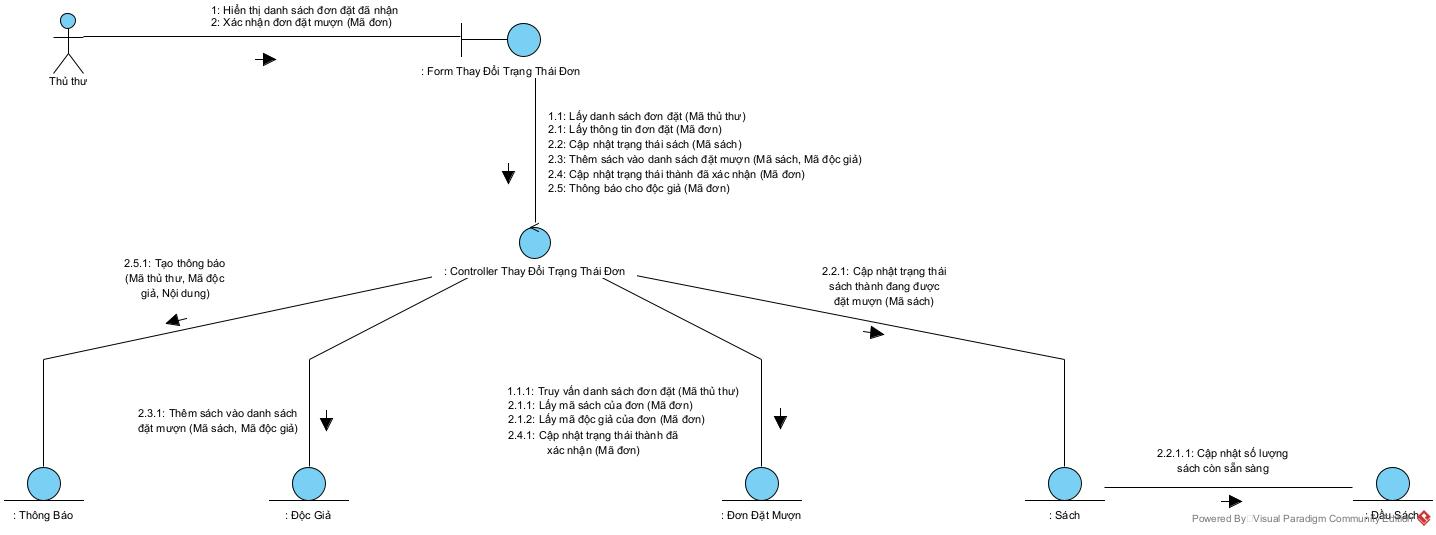 1: Hiển thị danh sách đơn đặt đã nhận
2: Xác nhận đơn đặt mượn (Mã đơn)
Thủ thư
: Form Thay Đổi Trạng Thái Đơn
1.1: Lấy danh sách đơn đặt (Mã thủ thư)
2.1: Lấy thông tin đơn đặt (Mã đơn)
2.2: Cập nhật trạng thái sách (Mã sách)
2.3: Thêm sách vào danh sách đặt mượn (Mã sách, Mã độc giả)
2.4: Cập nhật trạng thái thành đã xác nhận (Mã đơn)
2.5: Thông báo cho độc giả (Mã đơn)
: Controller Thay Đổi Trạng Thái Đơn
2.5.1: Tạo thông báo
(Mã thủ thư, Mã độc
giả, Nội dung)
2.2.1: Cập nhật trạng thái
sách thành đang được
đặt mượn (Mã sách)
2.3.1: Thêm sách vào danh sách
đặt mượn (Mã sách, Mã độc giả)
1.1.1: Truy vấn danh sách đơn đặt (Mã thủ thư)
2.1.1: Lấy mã sách của đơn (Mã đơn)
2.1.2: Lấy mã độc giả của đơn (Mã đơn)
2.4.1: Cập nhật trạng thái thành đã
xác nhận (Mã đơn)
2.2.1.1: Cập nhật số lượng
sách còn sẵn sàng
: Thông Báo
: Độc Giả
: Đơn Đặt Mượn
: Sách
: Đầu Sách
Powered By Visual Paradigm Community Edition